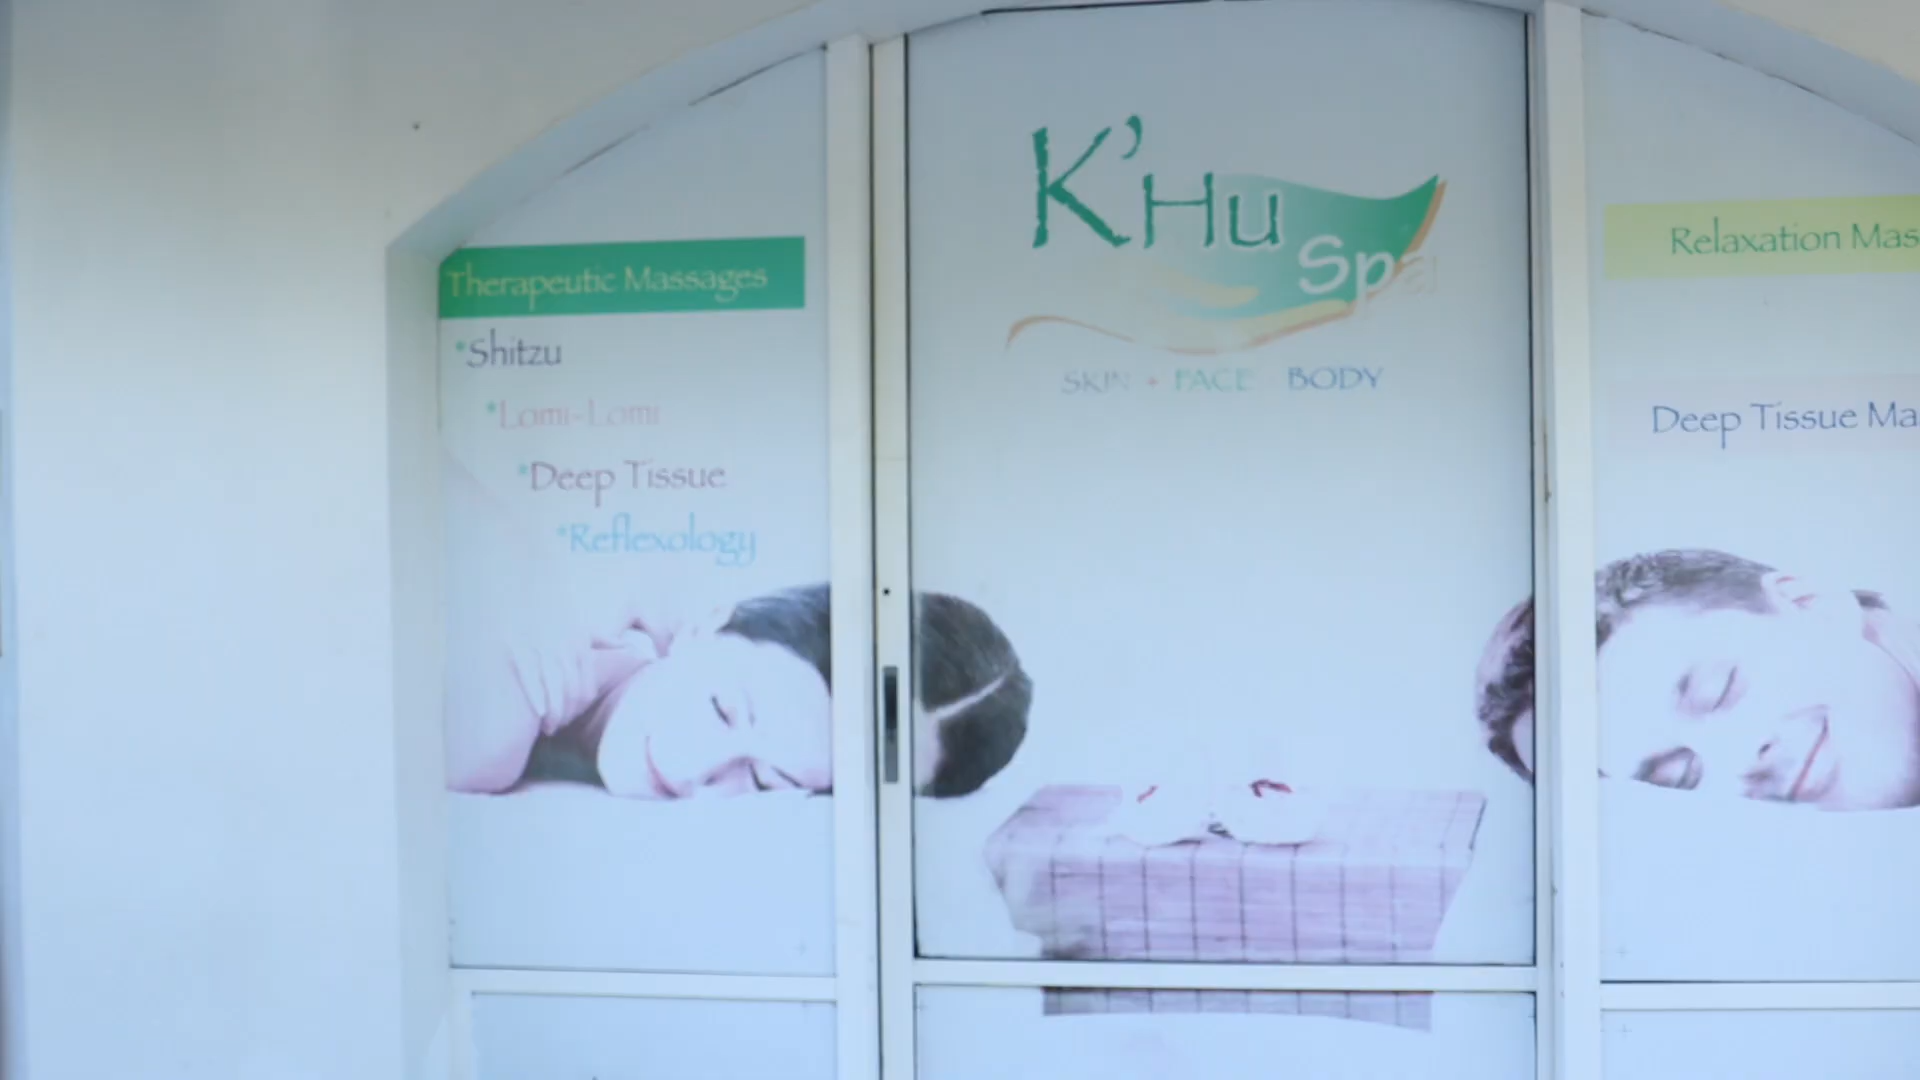 Therapeutic Massages
*Shitzu
*Lomi-Lomi
*Deep Tissue
*Reflexology
K'Hu
Spa
SKIN • FACE BODY
Relaxation Mas
Deep Tissue Ma